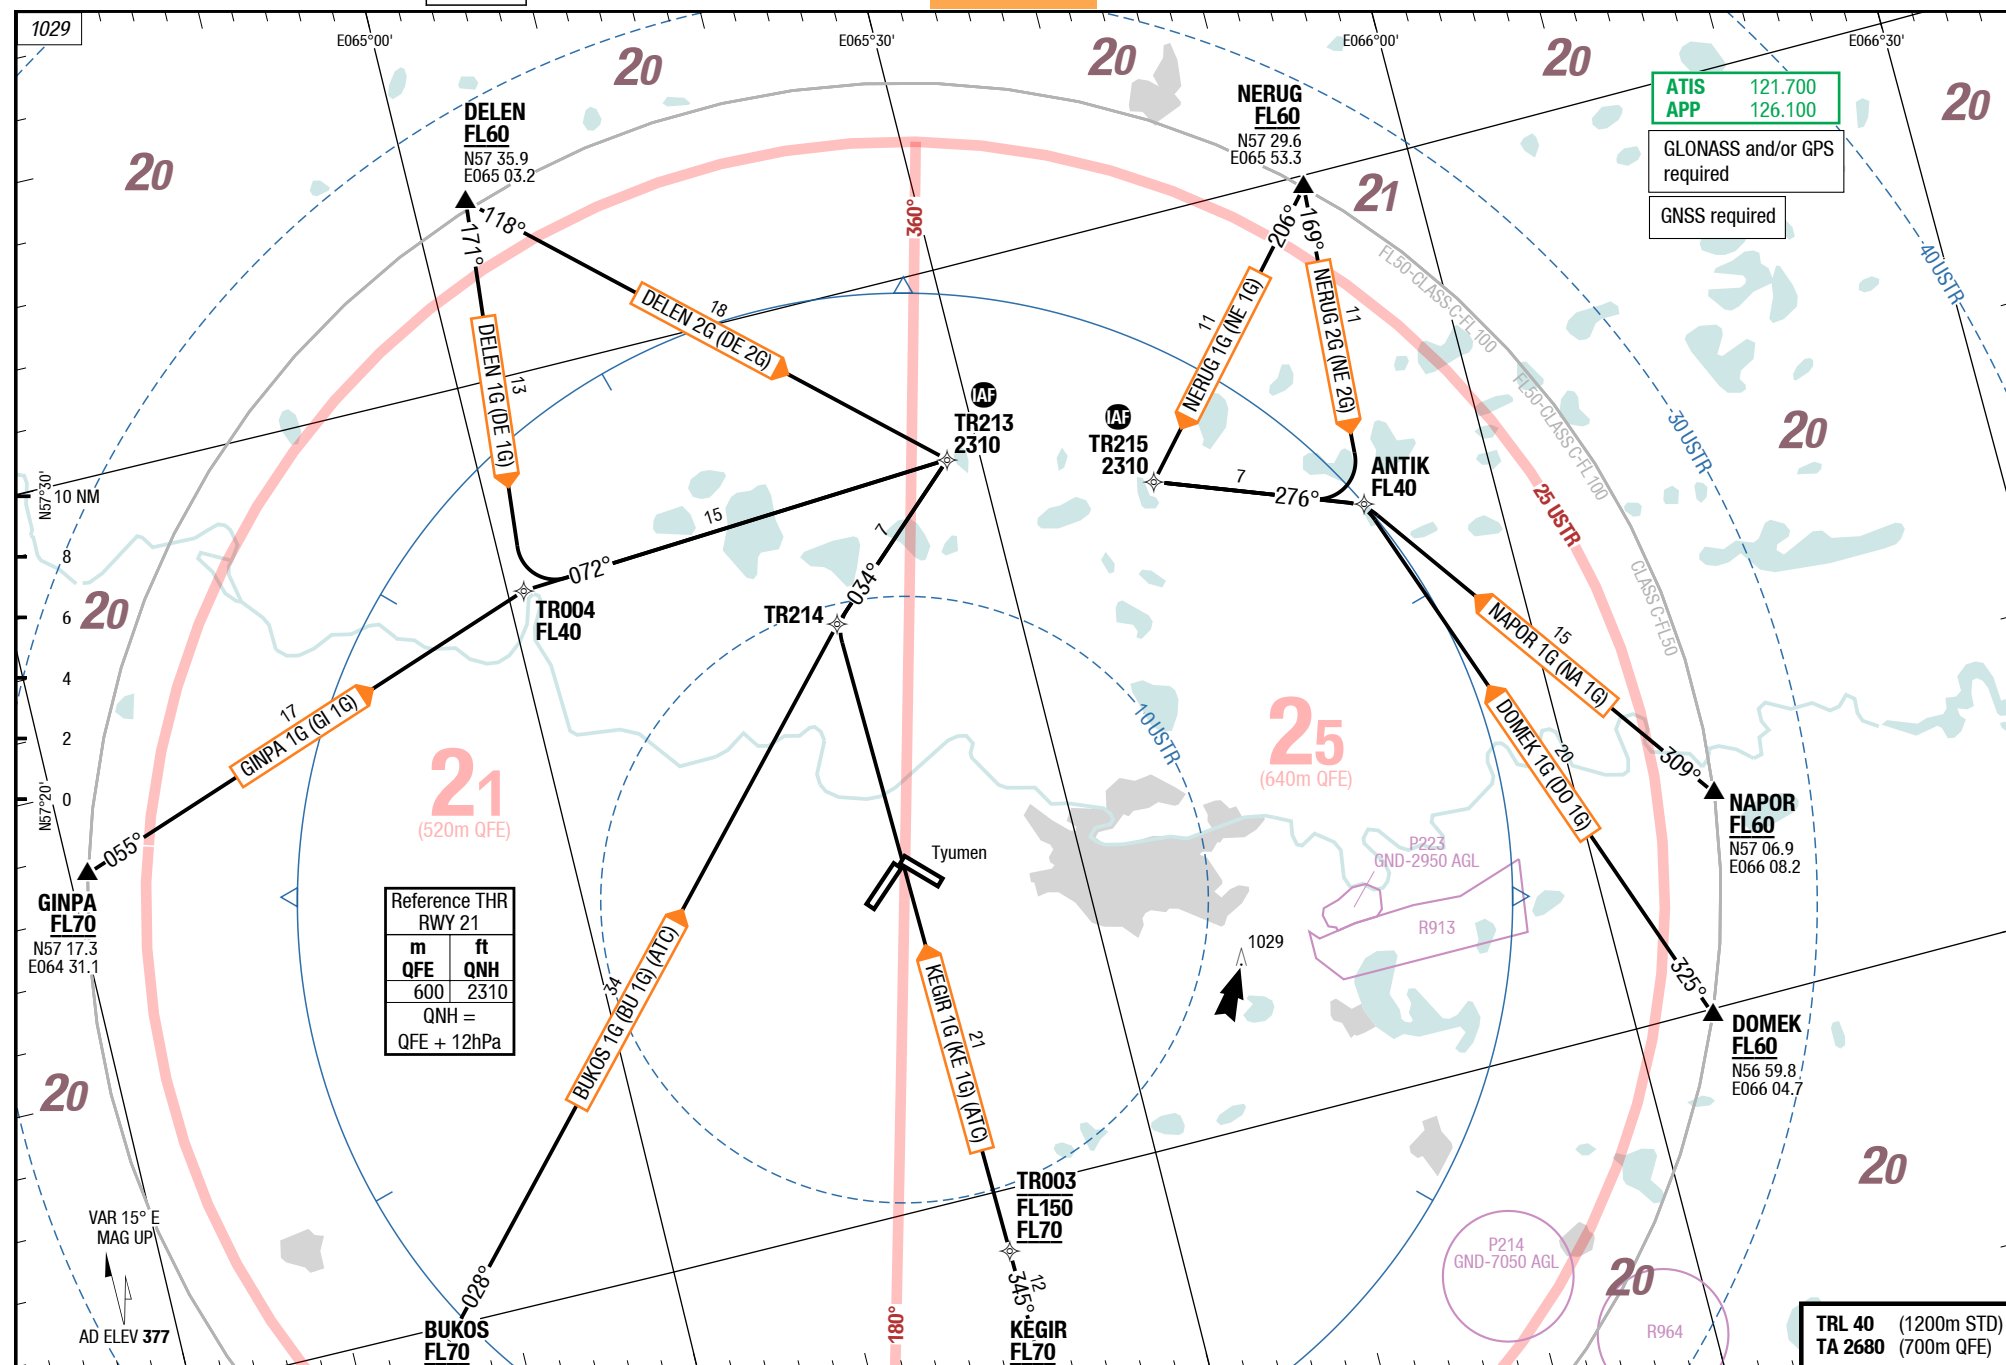 1029
E065°00'
E065°30'
E066°00'
E066°30'
20
20
20
20
20
21
20
20
20
20
20
ATIS 121.700
APP 126.100
GLONASS and/or GPS
required
GNSS required
DELEN
FL60
N57 35.9
E065 03.2
NERUG
FL60
N57 29.6
E065 53.3
118°
171°
206°
169°
360°
DELEN 2G (DE 2G)
18
DELEN 1G (DE 1G)
13
NERUG 1G (NE 1G)
11
NERUG 2G (NE 2G)
11
FL50-CLASS C-FL100
FL50-CLASS C-FL100
CLASS C-FL50
40 USTR
30 USTR
25 USTR
10 USTR
IAF
TR213
2310
IAF
TR215
2310
ANTIK
FL40
7
276°
15
072°
7
034°
N57°30'
10 NM
8
6
4
2
0
N57°20'
TR004
FL40
TR214
17
GINPA 1G (GI 1G)
055°
GINPA
FL70
N57 17.3
E064 31.1
21
(520m QFE)
25
(640m QFE)
NAPOR 1G (NA 1G)
15
309°
NAPOR
FL60
N57 06.9
E066 08.2
DOMEK 1G (DO 1G)
20
325°
DOMEK
FL60
N56 59.8
E066 04.7
Tyumen
P223
GND-2950 AGL
R913
1029
Reference THR
RWY 21
m ft
QFE QNH
600 2310
QNH =
QFE + 12hPa
BUKOS 1G (BU 1G) (ATC)
34
028°
BUKOS
FL70
KEGIR 1G (KE 1G) (ATC)
21
TR003
FL150
FL70
12
345°
KEGIR
FL70
180°
VAR 15° E
MAG UP
AD ELEV 377
P214
GND-7050 AGL
R964
TRL 40 (1200m STD)
TA 2680 (700m QFE)